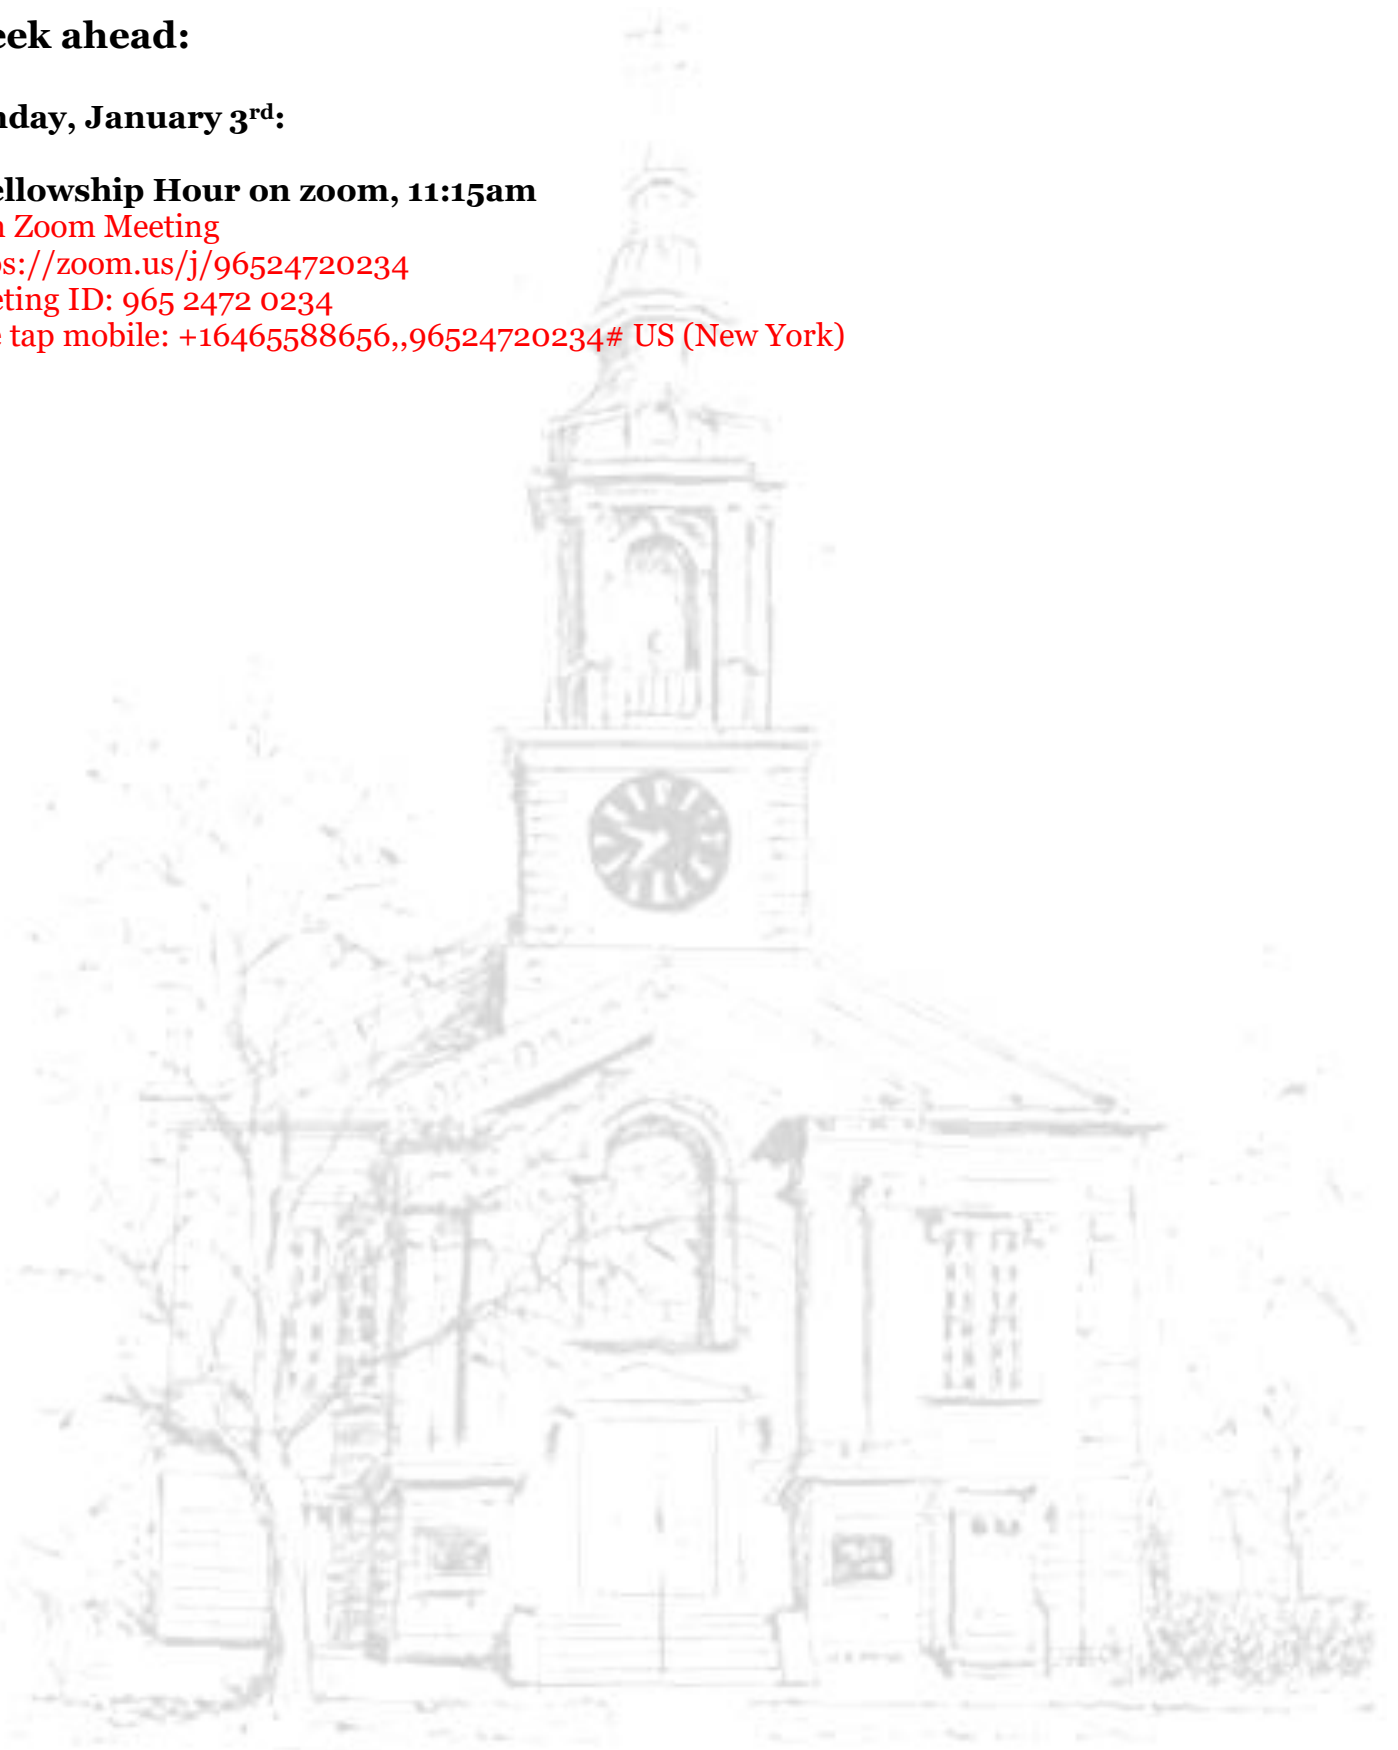 eek ahead:
nday, January 3rd:
ellowship Hour on zoom, 11:15am
n Zoom Meeting
os://zoom.us/j/96524720234
eting ID: 965 2472 0234
e tap mobile: +16465588656,,96524720234# US (New York)